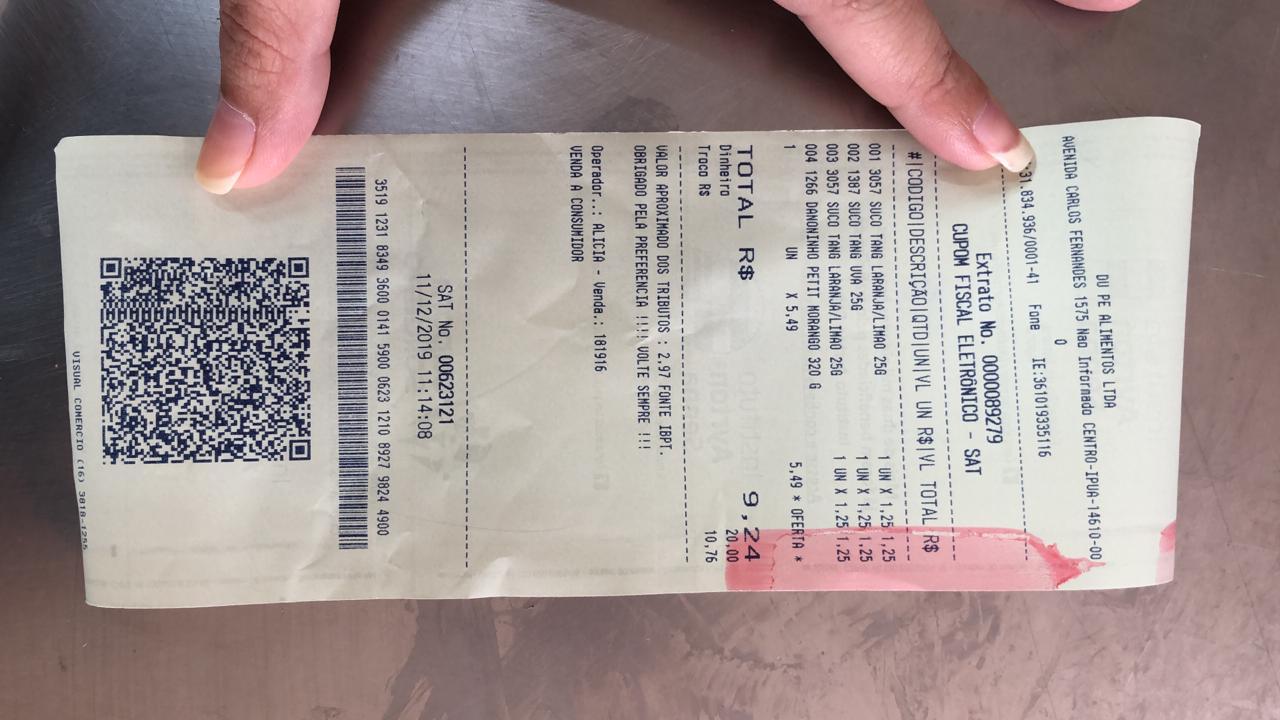 DU PE ALIMENTOS LTDA
AVENIDA CARLOS FERNANDES 1575 Nao Informado CENTRO-IPUA-14610-00
0
31.834.936/0001-41 Fone IE:3610193351​16
Extrato No. 0000089279
CUPOM FISCAL ELETRÔNICO - SAT
#|CODIGO|DESCRIÇÃO|QTD|UN|VL UN R$|VL TOTAL R$
001 3057 SUCO TANG LARANJA/LIMAO 25G 1 UN X 1,25 1,25
002 1387 SUCO TANG UVA 25G 1 UN X 1,25 1,25
003 3057 SUCO TANG LARANJA/LIMAO 25G 1 UN X 1,25 1,25
004 1266 DANONINHO PETIT MORANGO 320 G
1 UN X 5,49 5,49 * OFERTA *
TOTAL R$ 9,24
Dinheiro 20,00
Troco R$ 10,76
VALOR APROXIMADO DOS TRIBUTOS : 2.97 FONTE IBPT.
OBRIGADO PELA PREFERENCIA !!!! VOLTE SEMPRE !!!
Operador..: ALICIA - Venda.: 181916
VENDA A CONSUMIDOR
SAT No. 00623121
11/12/2019 11:14:08
3519 1231 8349 3600 0141 5900 0623 1210 8927 9824 4900
VISUAL COMERCIO (16) 3818-1255